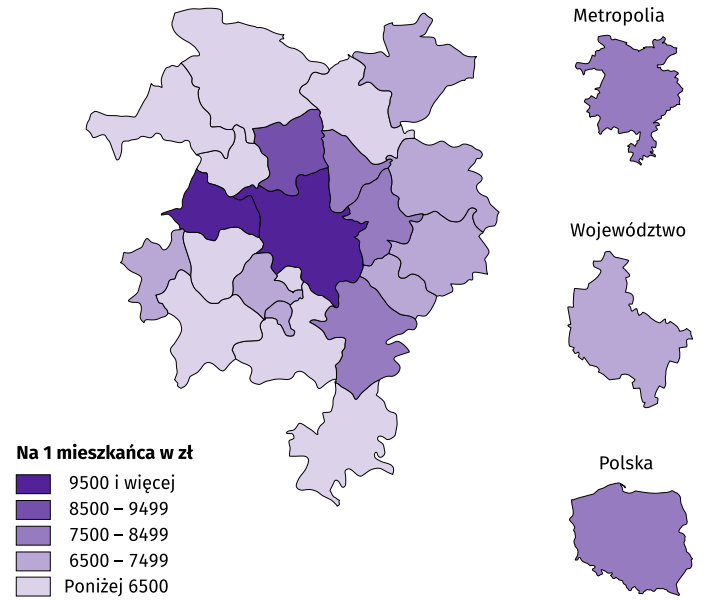 Metropolia
Województwo
Polska
Na 1 mieszkańca w zł
9500 i więcej
8500 – 9499
7500 – 8499
6500 – 7499
Poniżej 6500